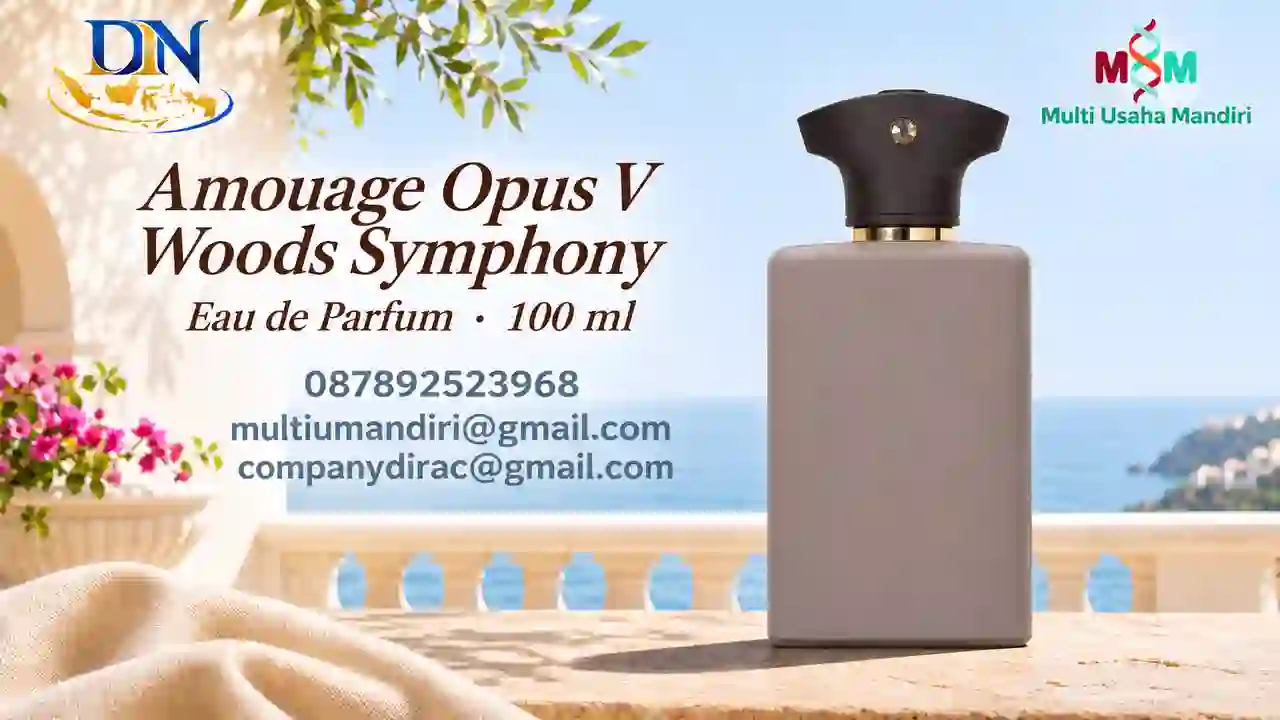 DN
MM
Multi Usaha Mandiri
Amouage Opus V
Woods Symphony
Eau de Parfum · 100 ml
087892523968
multiumandiri@gmail.com
companydirac@gmail.com